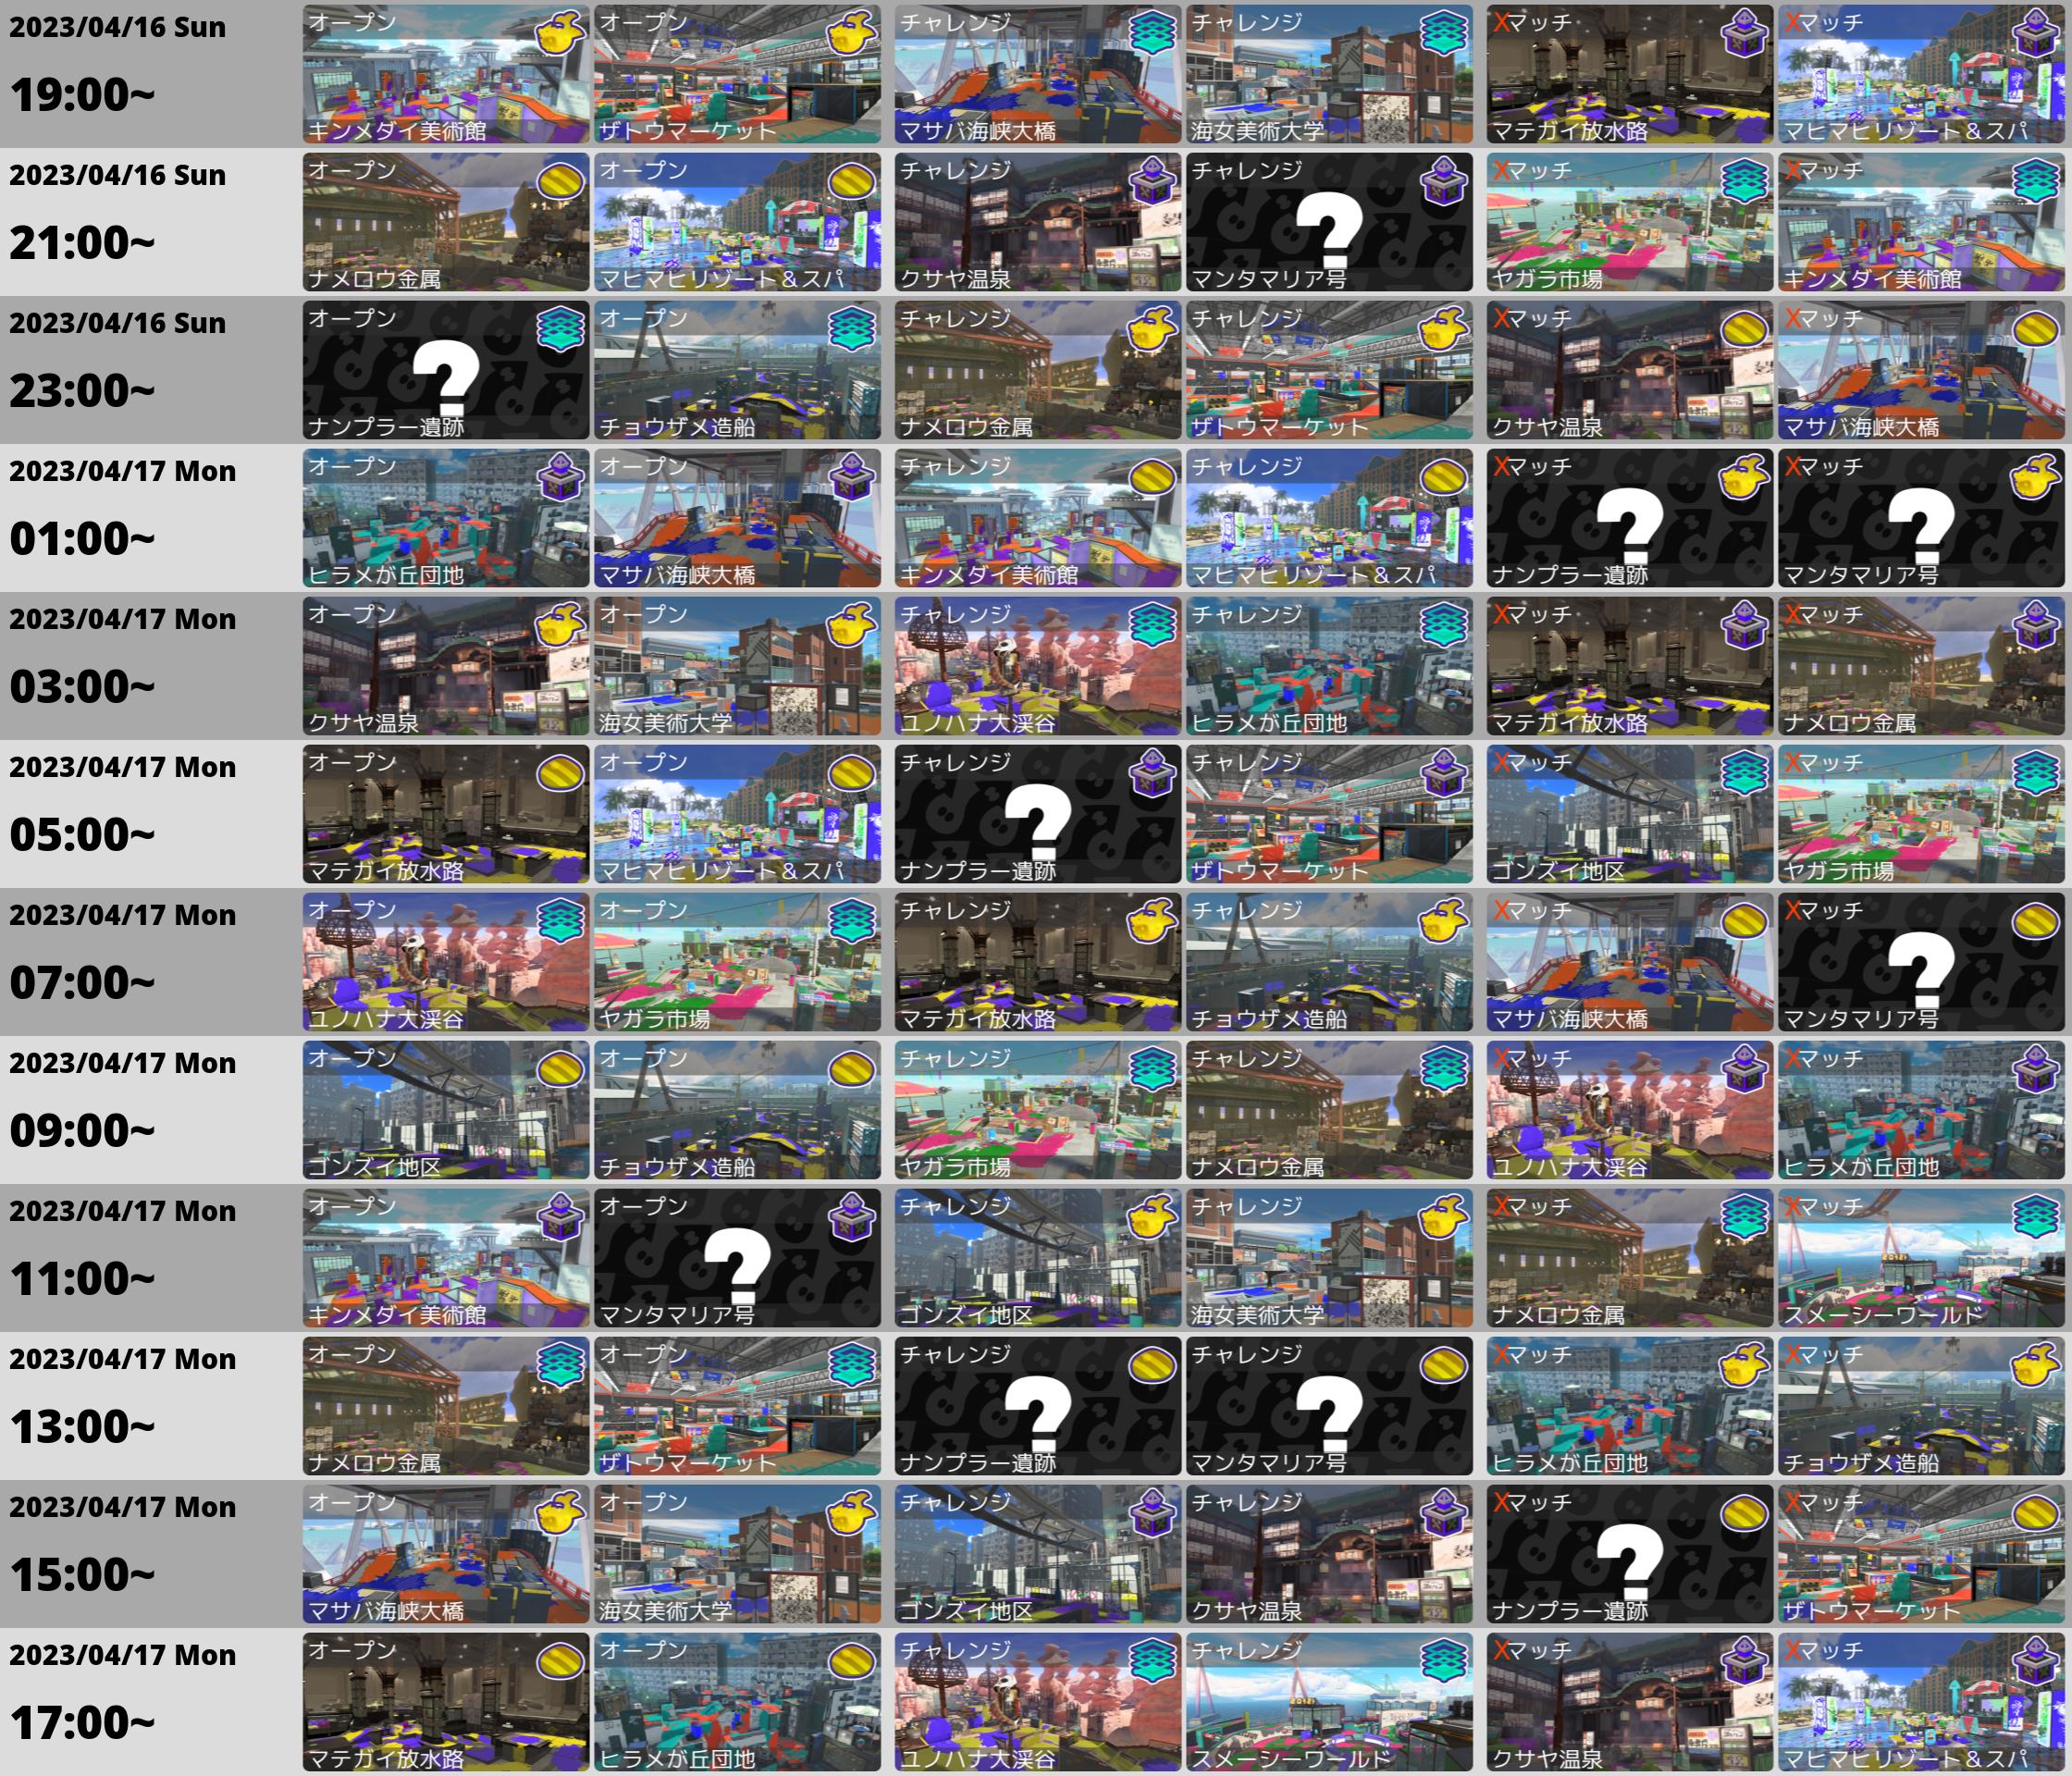 2023/04/16 Sun
19:00~
オープン オープン チャレンジ チャレンジ Xマッチ Xマッチ
キンメダイ美術館 ザトウマーケット マサバ海峡大橋 海女美術大学 マテガイ放水路 マヒマヒリゾート＆スパ
2023/04/16 Sun
21:00~
オープン オープン チャレンジ チャレンジ Xマッチ Xマッチ
ナメロウ金属 マヒマヒリゾート＆スパ クサヤ温泉 マンタマリア号 ヤガラ市場 キンメダイ美術館
2023/04/16 Sun
23:00~
オープン オープン チャレンジ チャレンジ Xマッチ Xマッチ
ナンプラー遺跡 チョウザメ造船 ナメロウ金属 ザトウマーケット クサヤ温泉 マサバ海峡大橋
2023/04/17 Mon
01:00~
オープン オープン チャレンジ チャレンジ Xマッチ Xマッチ
ヒラメが丘団地 マサバ海峡大橋 キンメダイ美術館 マヒマヒリゾート＆スパ ナンプラー遺跡 マンタマリア号
2023/04/17 Mon
03:00~
オープン オープン チャレンジ チャレンジ Xマッチ Xマッチ
クサヤ温泉 海女美術大学 ユノハナ大渓谷 ヒラメが丘団地 マテガイ放水路 ナメロウ金属
2023/04/17 Mon
05:00~
オープン オープン チャレンジ チャレンジ Xマッチ Xマッチ
マテガイ放水路 マヒマヒリゾート＆スパ ナンプラー遺跡 ザトウマーケット ゴンズイ地区 ヤガラ市場
2023/04/17 Mon
07:00~
オープン オープン チャレンジ チャレンジ Xマッチ Xマッチ
ユノハナ大渓谷 ヤガラ市場 マテガイ放水路 チョウザメ造船 マサバ海峡大橋 マンタマリア号
2023/04/17 Mon
09:00~
オープン オープン チャレンジ チャレンジ Xマッチ Xマッチ
ゴンズイ地区 チョウザメ造船 ヤガラ市場 ナメロウ金属 ユノハナ大渓谷 ヒラメが丘団地
2023/04/17 Mon
11:00~
オープン オープン チャレンジ チャレンジ Xマッチ Xマッチ
キンメダイ美術館 マンタマリア号 ゴンズイ地区 海女美術大学 ナメロウ金属 スメーシーワールド
2023/04/17 Mon
13:00~
オープン オープン チャレンジ チャレンジ Xマッチ Xマッチ
ナメロウ金属 ザトウマーケット ナンプラー遺跡 マンタマリア号 ヒラメが丘団地 チョウザメ造船
2023/04/17 Mon
15:00~
オープン オープン チャレンジ チャレンジ Xマッチ Xマッチ
マサバ海峡大橋 海女美術大学 ゴンズイ地区 クサヤ温泉 ナンプラー遺跡 ザトウマーケット
2023/04/17 Mon
17:00~
オープン オープン チャレンジ チャレンジ Xマッチ Xマッチ
マテガイ放水路 ヒラメが丘団地 ユノハナ大渓谷 スメーシーワールド クサヤ温泉 マヒマヒリゾート＆スパ